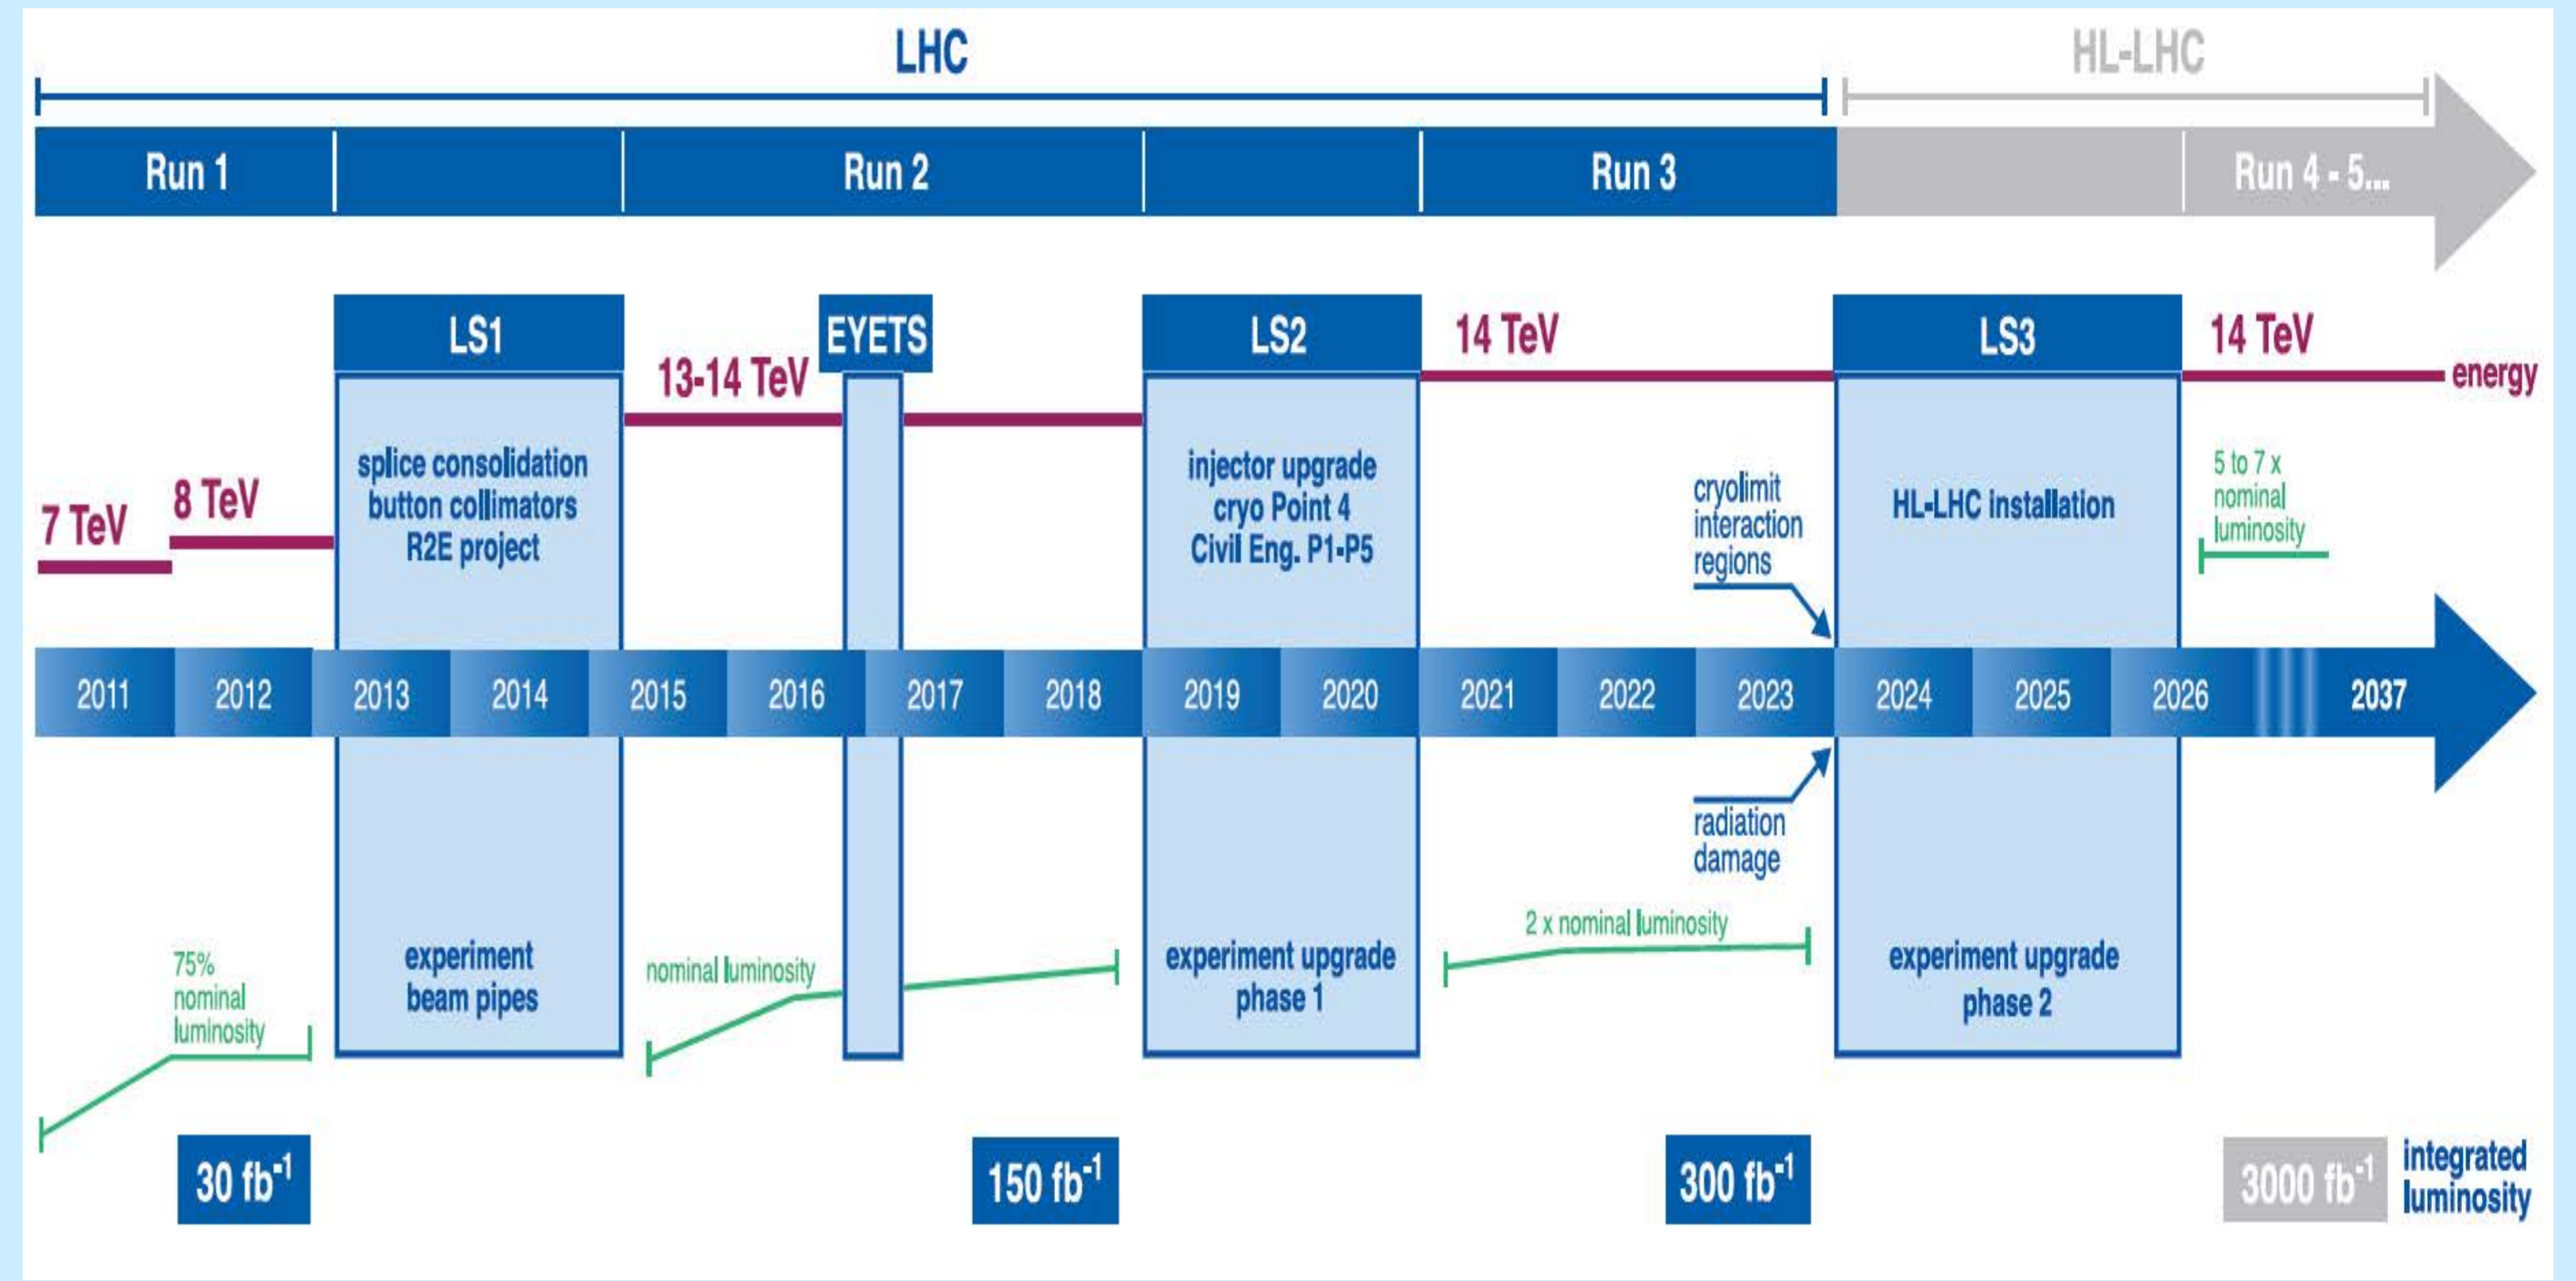 LHC
HL-LHC
Run 1
Run 2
Run 3
Run 4 - 5...
LS1
EYETS
LS2
LS3
14 TeV
14 TeV
13-14 TeV
energy
7 TeV
8 TeV
splice consolidation
button collimators
R2E project
injector upgrade
cryo Point 4
Civil Eng. P1-P5
cryolimit
interaction
regions
HL-LHC installation
5 to 7 x
nominal
luminosity
2011
2012
2013
2014
2015
2016
2017
2018
2019
2020
2021
2022
2023
2024
2025
2026
2037
radiation
damage
75%
nominal
luminosity
experiment
beam pipes
nominal luminosity
experiment upgrade
phase 1
2 x nominal luminosity
experiment upgrade
phase 2
30 fb⁻¹
150 fb⁻¹
300 fb⁻¹
3000 fb⁻¹
integrated
luminosity